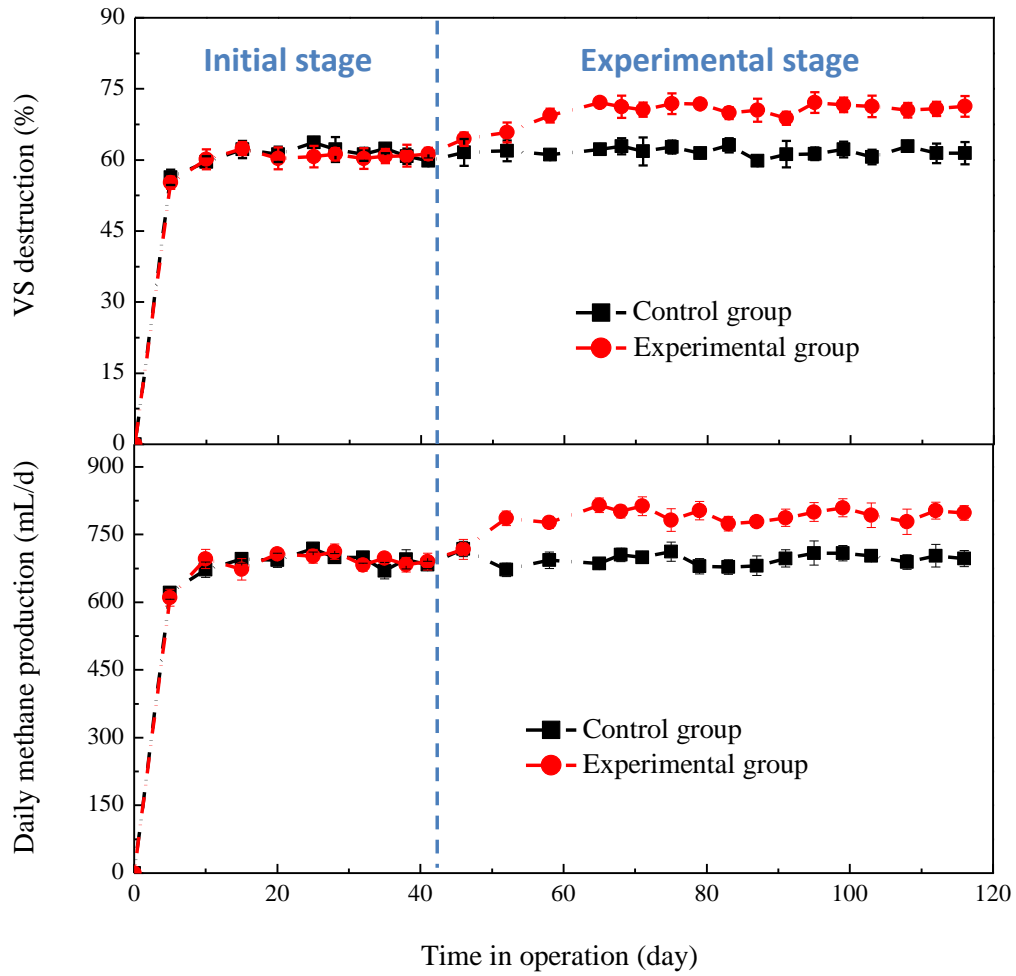 90
75
60
45
30
15
0
VS destruction (%)
Initial stage
Experimental stage
Control group
Experimental group
900
750
600
450
300
150
0
Daily methane production (mL/d)
Control group
Experimental group
0
20
40
60
80
100
120
Time in operation (day)